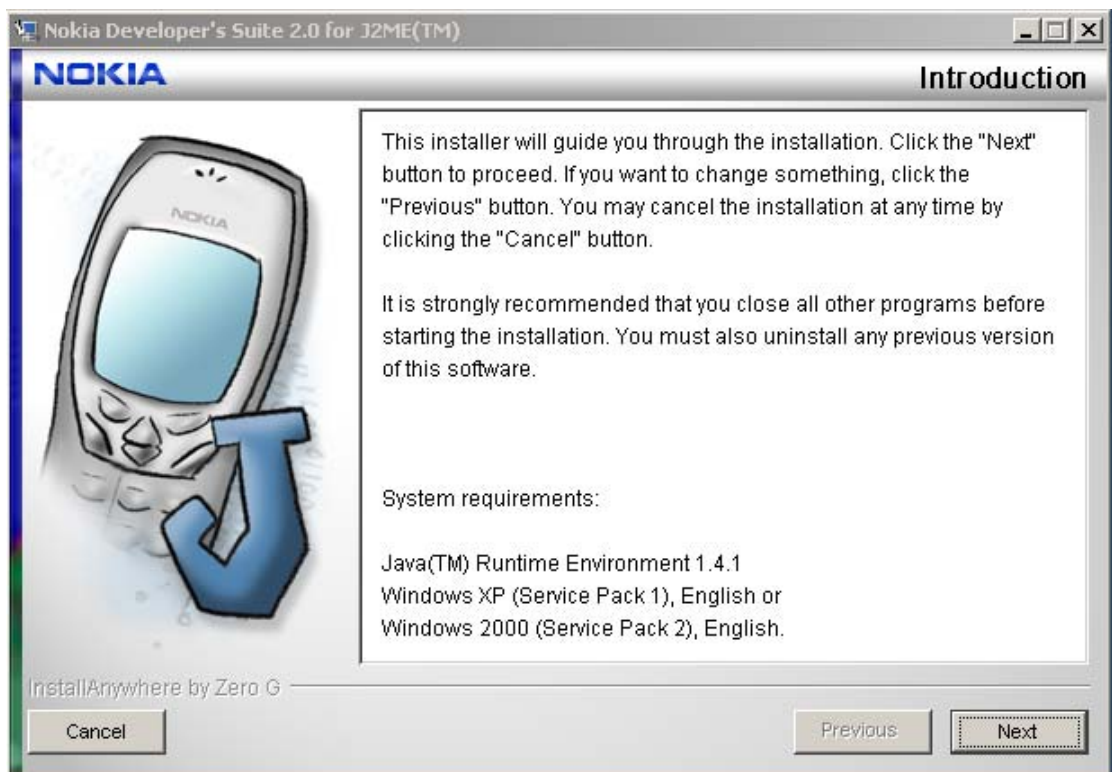 Nokia Developer's Suite 2.0 for J2ME(TM)
NOKIA
Introduction
NOKIA
This installer will guide you through the installation. Click the "Next"
button to proceed. If you want to change something, click the
"Previous" button. You may cancel the installation at any time by
clicking the "Cancel" button.
It is strongly recommended that you close all other programs before
starting the installation. You must also uninstall any previous version
of this software.
System requirements:
Java(TM) Runtime Environment 1.4.1
Windows XP (Service Pack 1), English or
Windows 2000 (Service Pack 2), English.
InstallAnywhere by Zero G
Cancel
Previous
Next